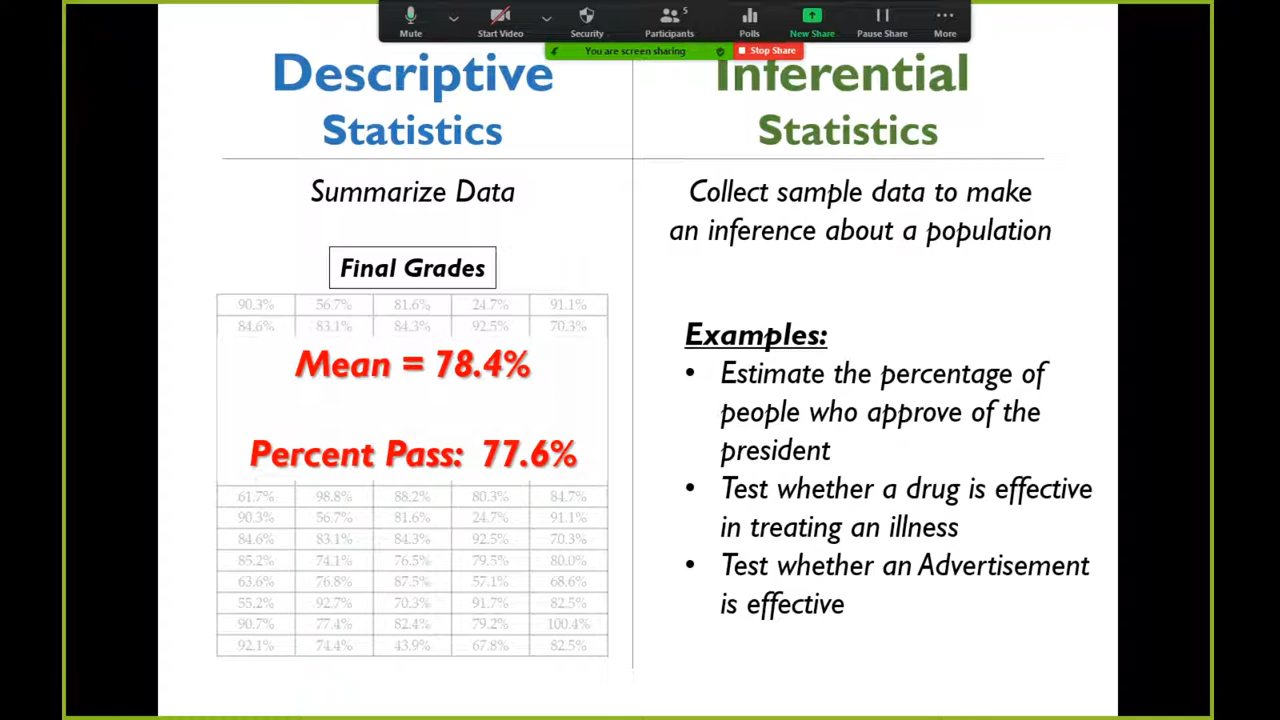 Mute
Start Video
Security
Participants
5
Polls
New Share
Pause Share
More
You are screen sharing
Stop Share
Descriptive
Statistics
Summarize Data
Final Grades
90.3% 56.7% 81.6% 24.7% 91.1%
84.6% 83.1% 84.3% 92.5% 70.3%
Mean = 78.4%
Percent Pass: 77.6%
61.7% 98.8% 88.2% 80.3% 84.7%
90.3% 56.7% 81.6% 24.7% 91.1%
84.6% 83.1% 84.3% 92.5% 70.3%
85.2% 74.1% 76.5% 79.5% 80.0%
63.6% 76.8% 87.5% 57.1% 68.6%
55.2% 92.7% 70.3% 91.7% 82.5%
90.7% 77.4% 82.4% 79.2% 100.4%
92.1% 74.4% 43.9% 67.8% 82.5%
Inferential
Statistics
Collect sample data to make
an inference about a population
Examples:
• Estimate the percentage of
people who approve of the
president
• Test whether a drug is effective
in treating an illness
• Test whether an Advertisement
is effective